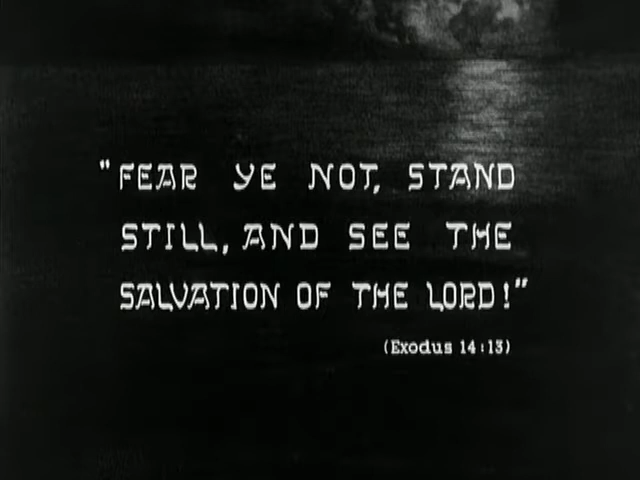 "FEAR YE NOT, STAND
STILL, AND SEE THE
SALVATION OF THE LORD!"
(Exodus 14:13)